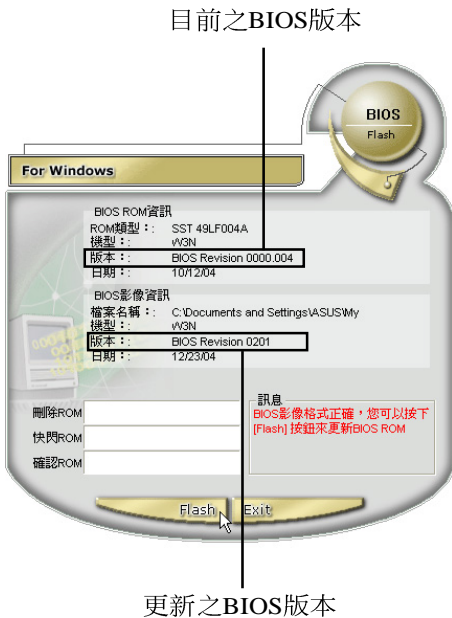 目前之BIOS版本
BIOS
Flash
For Windows
BIOS ROM資訊
ROM類型：: SST 49LF004A
機型：: W3N
版本：: BIOS Revision 0000.004
日期：: 10/12/04
BIOS影像資訊
檔案名稱：: C:\Documents and Settings\ASUS\My
機型：: W3N
版本：: BIOS Revision 0201
日期：: 12/23/04
刪除ROM
快閃ROM
確認ROM
訊息
BIOS影像格式正確，您可以按下
[Flash] 按鈕來更新BIOS ROM
Flash Exit
更新之BIOS版本